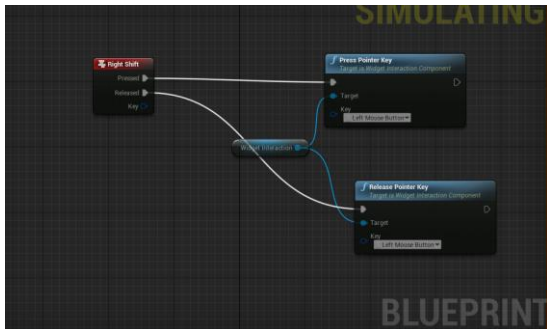 SIMULATING
Right Shift
Pressed
Released
Key
Press Pointer Key
Target is Widget Interaction Component
Target
Key
Left Mouse Button
Widget Interaction
Release Pointer Key
Target is Widget Interaction Component
Target
Key
Left Mouse Button
BLUEPRINT